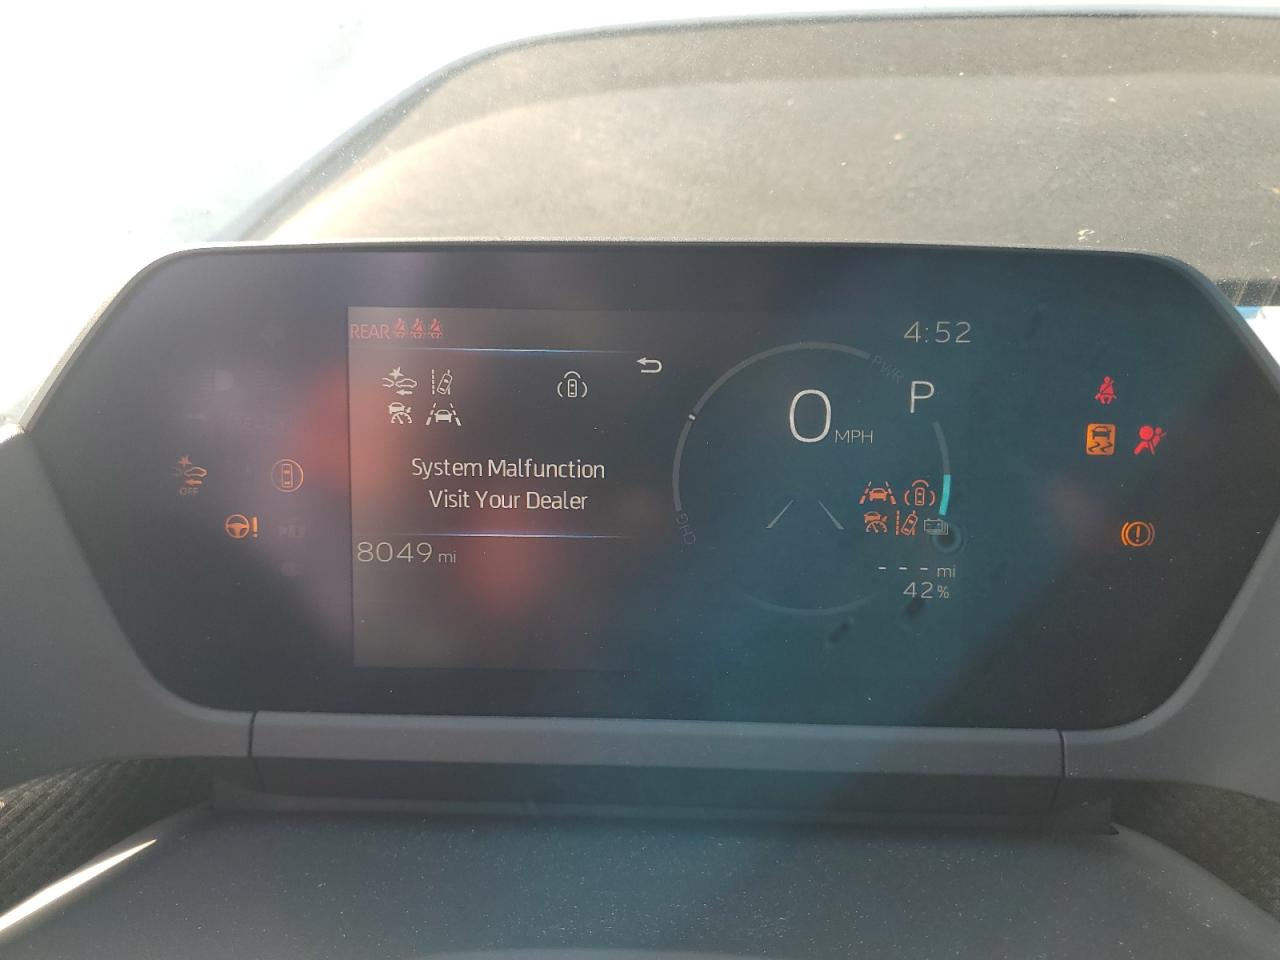 REAR
4:52
PWR
P
0 MPH
System Malfunction
Visit Your Dealer
OFF
CHG
8049 mi
- - - mi
42%